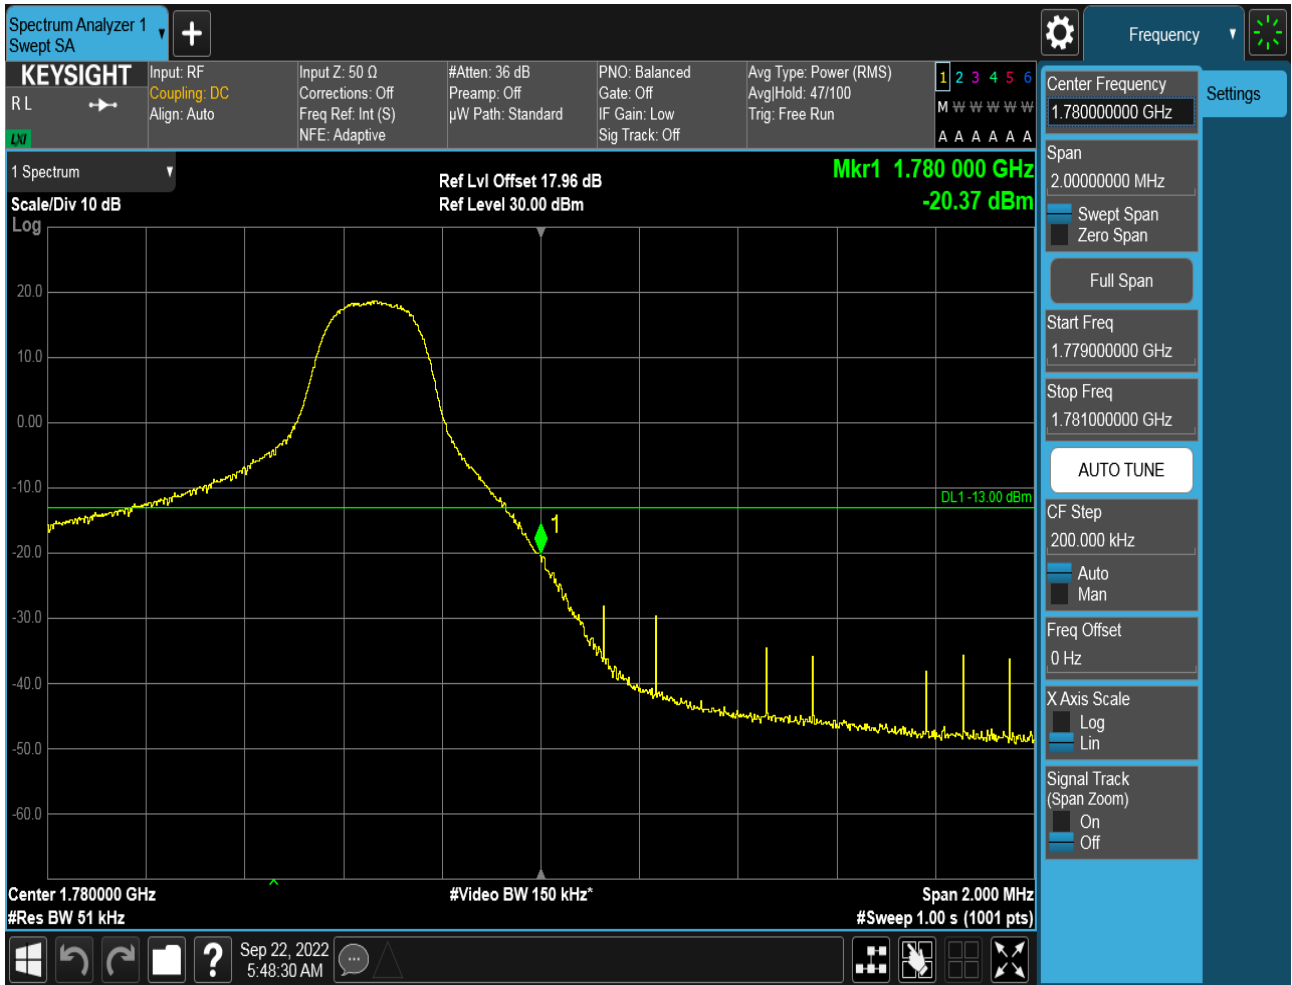 Spectrum Analyzer 1
Swept SA
Frequency
KEYSIGHT
R L
LXI
Input: RF
Coupling: DC
Align: Auto
Input Z: 50 Ω
Corrections: Off
Freq Ref: Int (S)
NFE: Adaptive
#Atten: 36 dB
Preamp: Off
µW Path: Standard
PNO: Balanced
Gate: Off
IF Gain: Low
Sig Track: Off
Avg Type: Power (RMS)
Avg|Hold: 47/100
Trig: Free Run
1 2 3 4 5 6
M W W W W W
A A A A A A
Center Frequency
1.780000000 GHz
Settings
Span
2.00000000 MHz
Swept Span
Zero Span
Full Span
Start Freq
1.779000000 GHz
Stop Freq
1.781000000 GHz
AUTO TUNE
CF Step
200.000 kHz
Auto
Man
Freq Offset
0 Hz
X Axis Scale
Log
Lin
Signal Track
(Span Zoom)
On
Off
1 Spectrum
Scale/Div 10 dB
Log
Ref Lvl Offset 17.96 dB
Ref Level 30.00 dBm
Mkr1 1.780 000 GHz
-20.37 dBm
20.0
10.0
0.00
-10.0
DL1 -13.00 dBm
1
-20.0
-30.0
-40.0
-50.0
-60.0
Center 1.780000 GHz
#Video BW 150 kHz*
Span 2.000 MHz
#Res BW 51 kHz
#Sweep 1.00 s (1001 pts)
?
Sep 22, 2022
5:48:30 AM